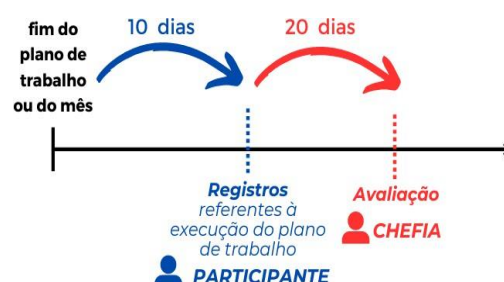 fim do
plano de
trabalho
ou do mês
10 dias
20 dias
Registros
referentes à
execução do plano
de trabalho
PARTICIPANTE
Avaliação
CHEFIA